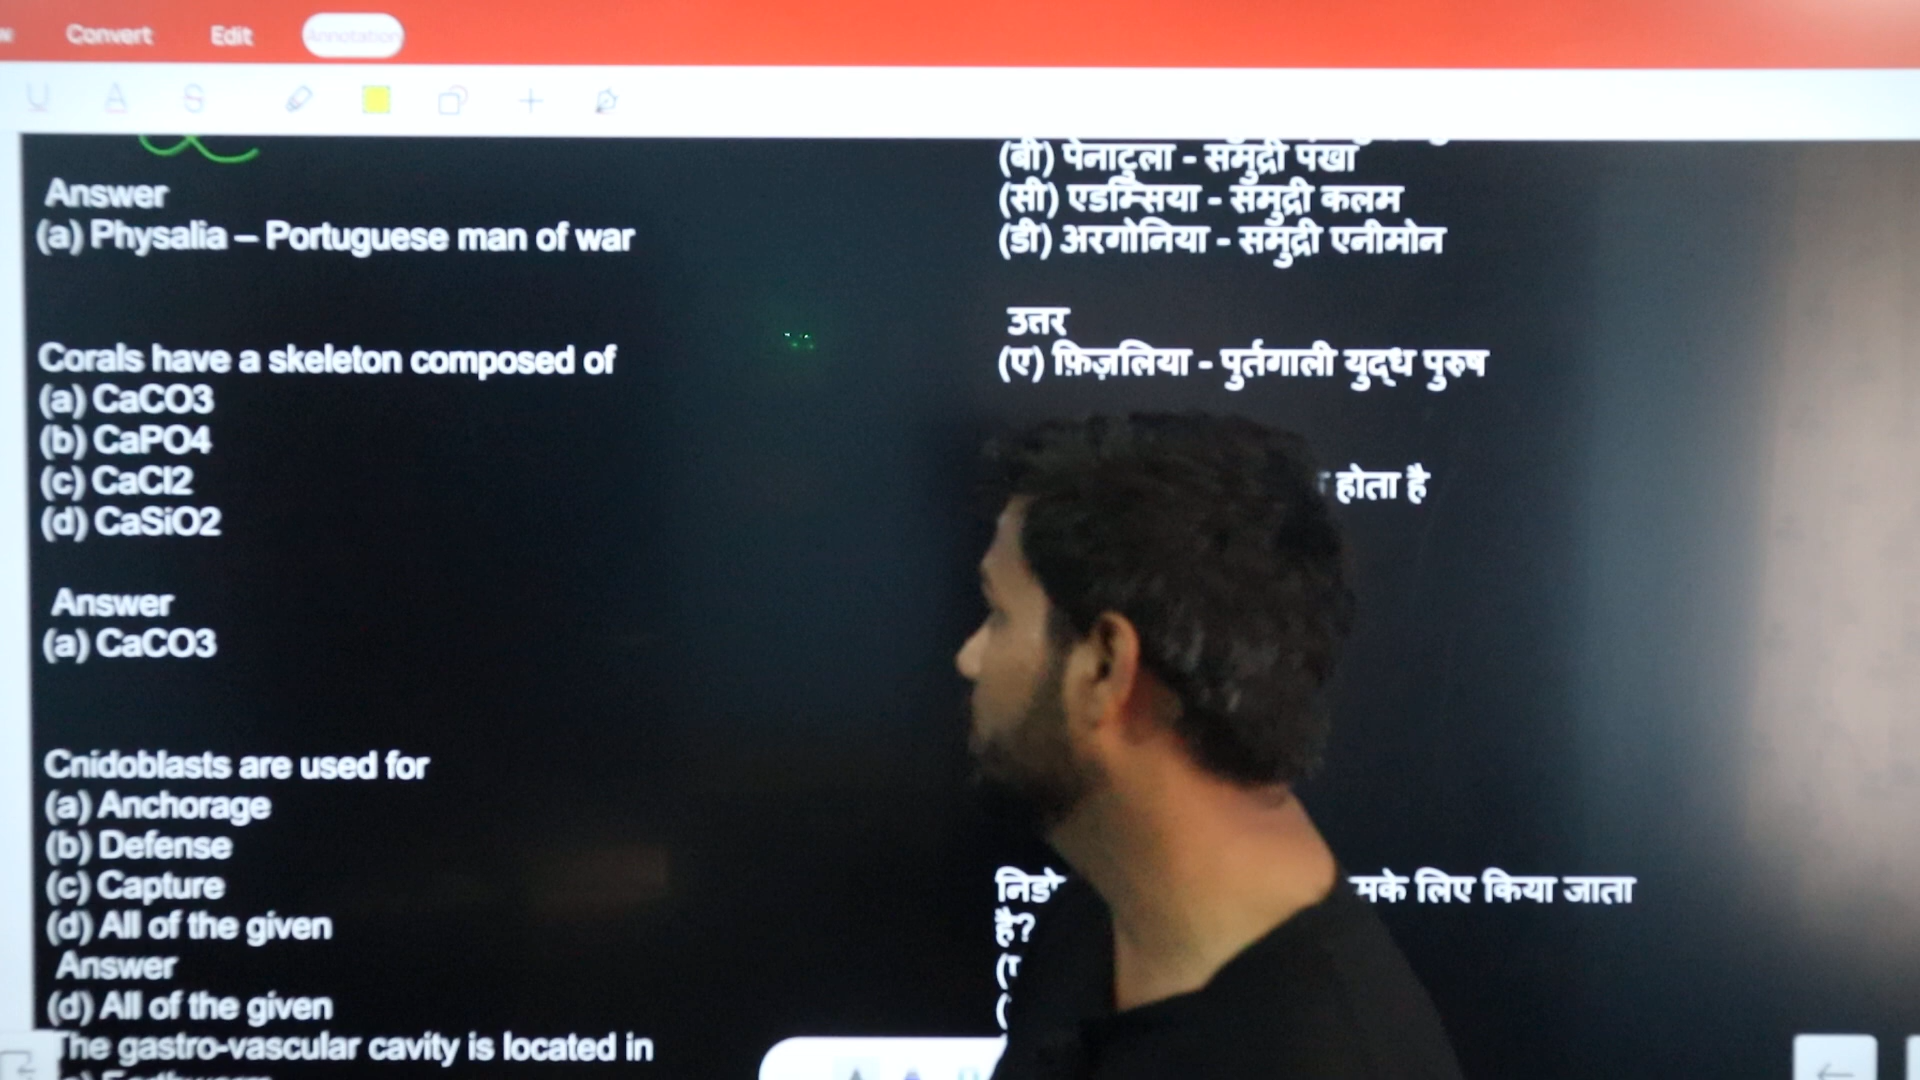 Convert Edit Annotation
Answer
(a) Physalia – Portuguese man of war
Corals have a skeleton composed of
(a) CaCO3
(b) CaPO4
(c) CaCl2
(d) CaSiO2
Answer
(a) CaCO3
Cnidoblasts are used for
(a) Anchorage
(b) Defense
(c) Capture
(d) All of the given
Answer
(d) All of the given
The gastro-vascular cavity is located in
(बी) पेनाटुला - समुद्री पंखा
(सी) एडम्सिया - समुद्री कलम
(डी) अरगोनिया - समुद्री एनीमोन
उत्तर
(ए) फ़िज़लिया - पुर्तगाली युद्ध पुरुष
होता है
लिए किया जाता
है?